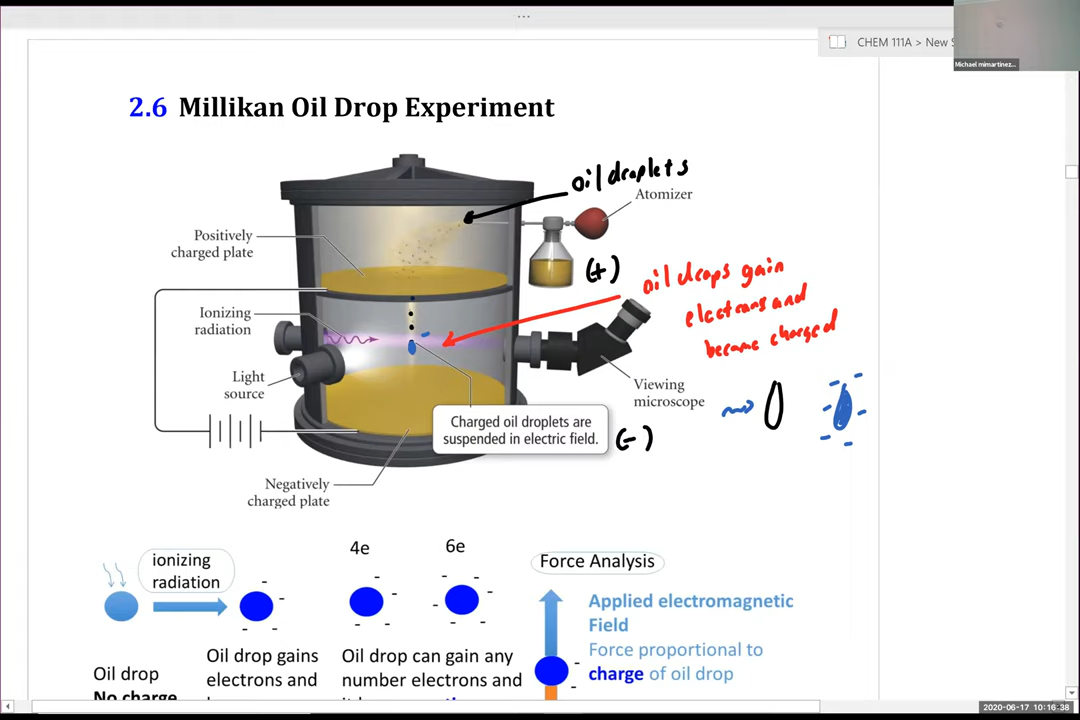 CHEM 111A > New S
Michael mimartinez...
2.6 Millikan Oil Drop Experiment
oil droplets
Atomizer
Positively
charged plate
(+)
oil drops gain
electrons and
became charged
Ionizing
radiation
Light
source
Viewing
microscope
Charged oil droplets are
suspended in electric field.
(-)
Negatively
charged plate
4e
6e
ionizing
radiation
Force Analysis
Applied electromagnetic
Field
Force proportional to
charge of oil drop
Oil drop
No charge
Oil drop gains
electrons and
Oil drop can gain any
number electrons and
2020-06-17 10:16:38